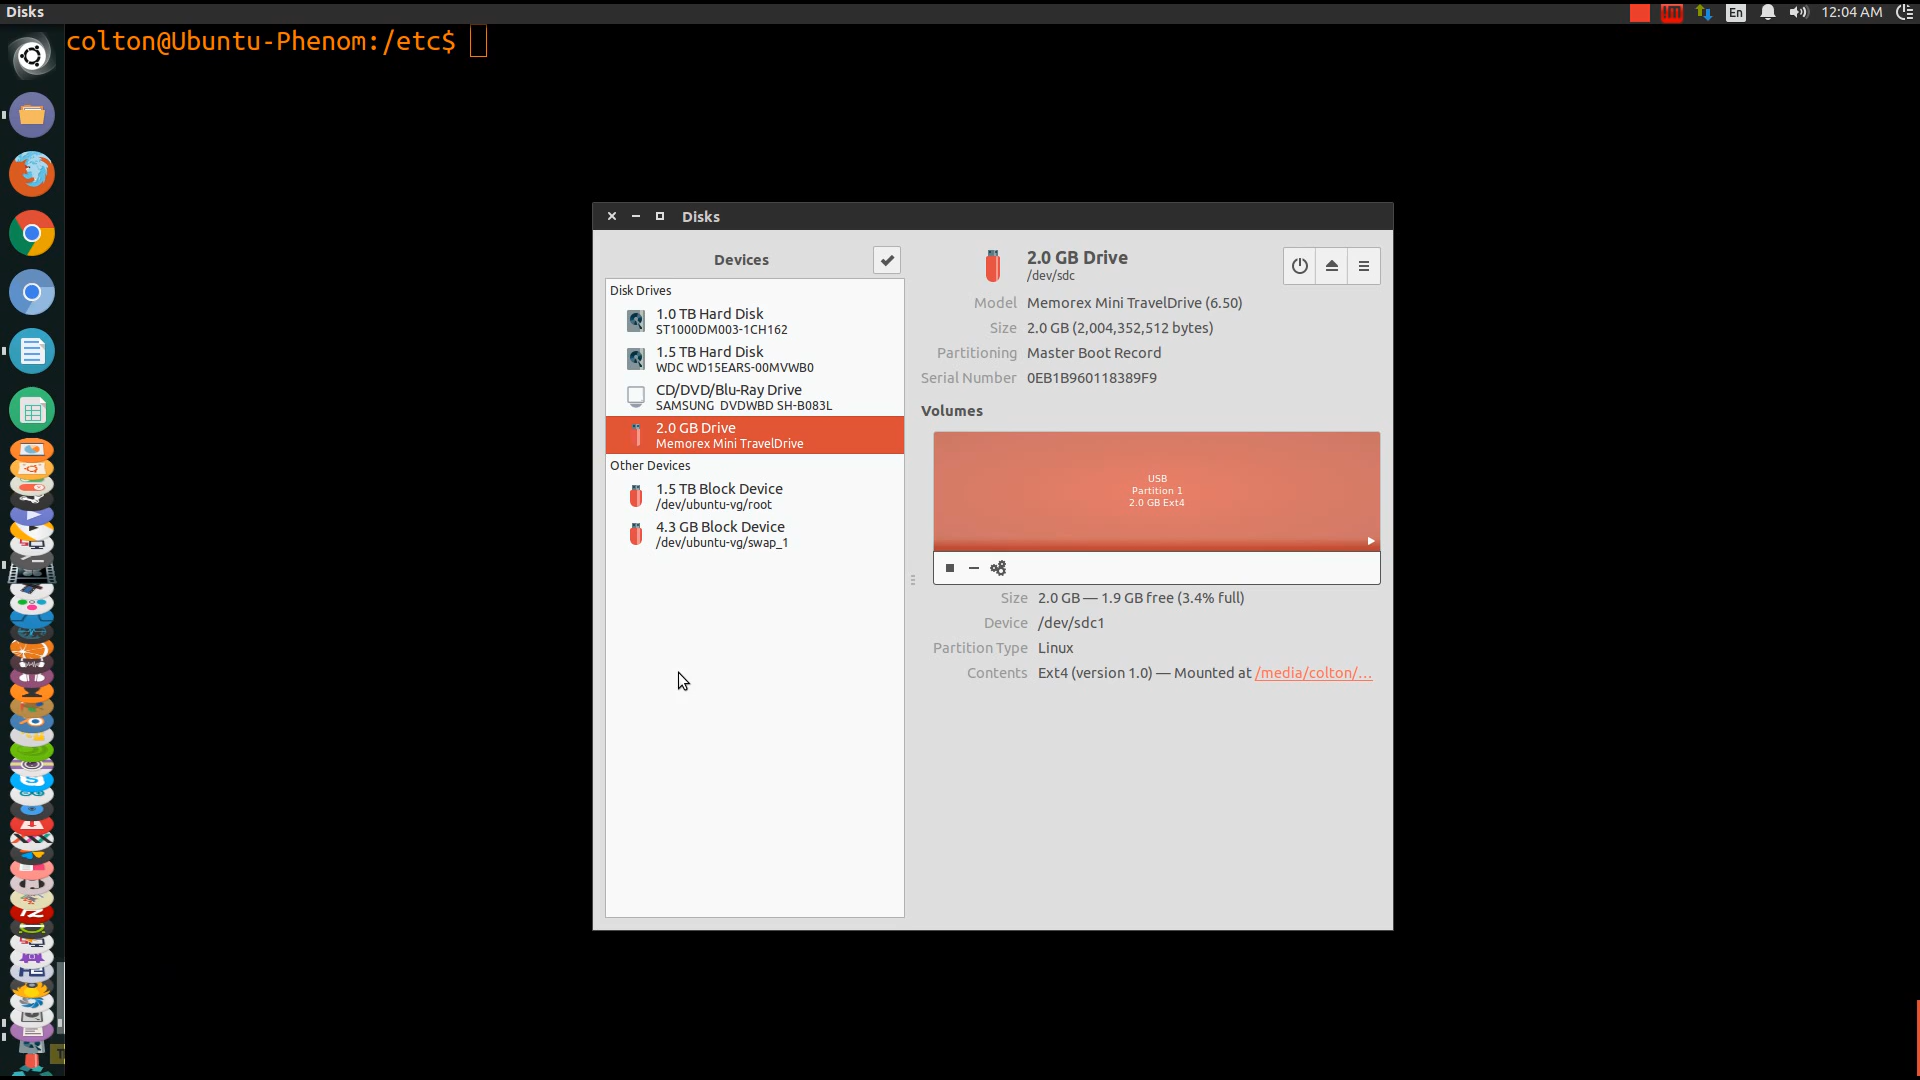 Disks
En
12:04 AM
colton@Ubuntu-Phenom:/etc$
Disks
Devices
Disk Drives
1.0 TB Hard Disk
ST1000DM003-1CH162
1.5 TB Hard Disk
WDC WD15EARS-00MVWB0
CD/DVD/Blu-Ray Drive
SAMSUNG DVDWBD SH-B083L
2.0 GB Drive
Memorex Mini TravelDrive
Other Devices
1.5 TB Block Device
/dev/ubuntu-vg/root
4.3 GB Block Device
/dev/ubuntu-vg/swap_1
2.0 GB Drive
/dev/sdc
Model Memorex Mini TravelDrive (6.50)
Size 2.0 GB (2,004,352,512 bytes)
Partitioning Master Boot Record
Serial Number 0EB1B960118389F9
Volumes
USB
Partition 1
2.0 GB Ext4
Size 2.0 GB — 1.9 GB free (3.4% full)
Device /dev/sdc1
Partition Type Linux
Contents Ext4 (version 1.0) — Mounted at /media/colton/...